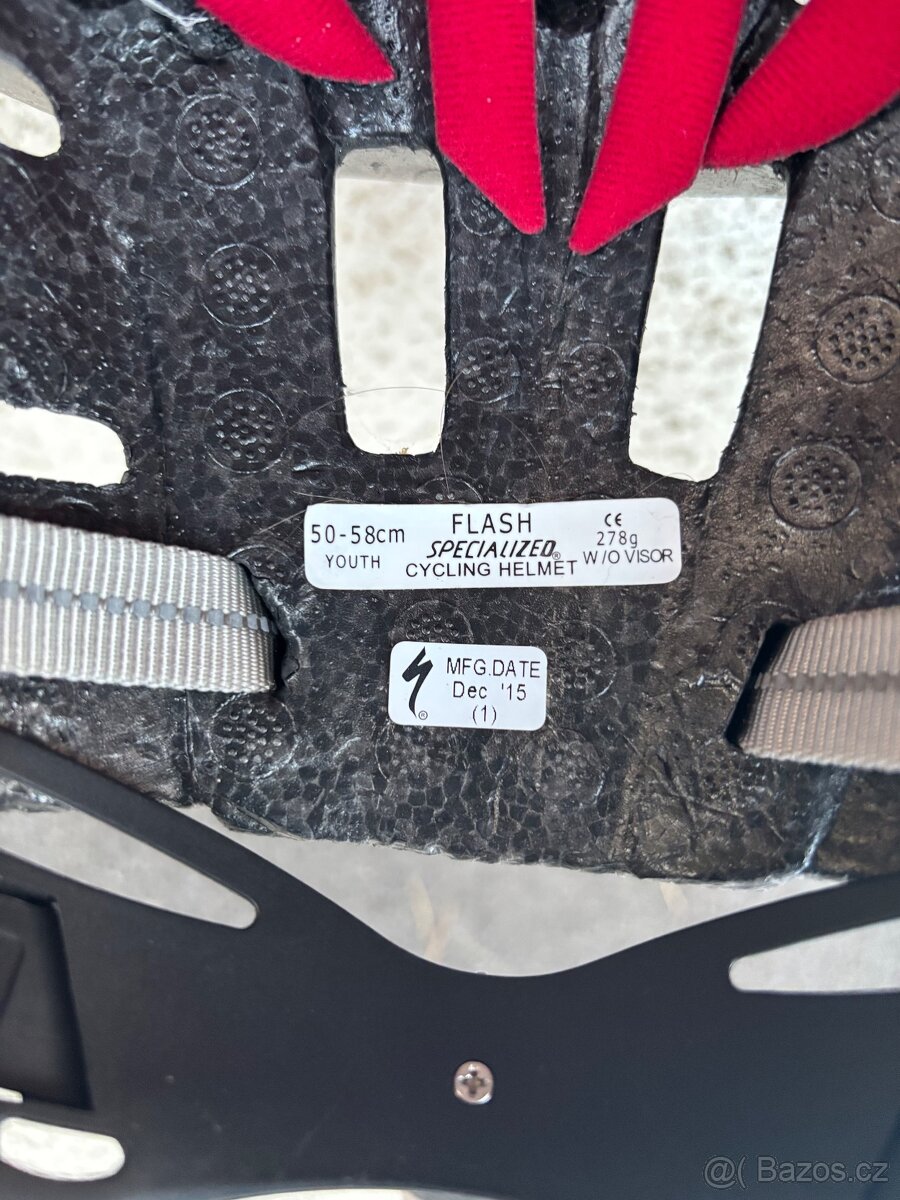 50-58cm
YOUTH
FLASH
SPECIALIZED®
CYCLING HELMET
CE
278g
W/O VISOR
MFG.DATE
Dec '15
(1)
®
@( Bazos.cz